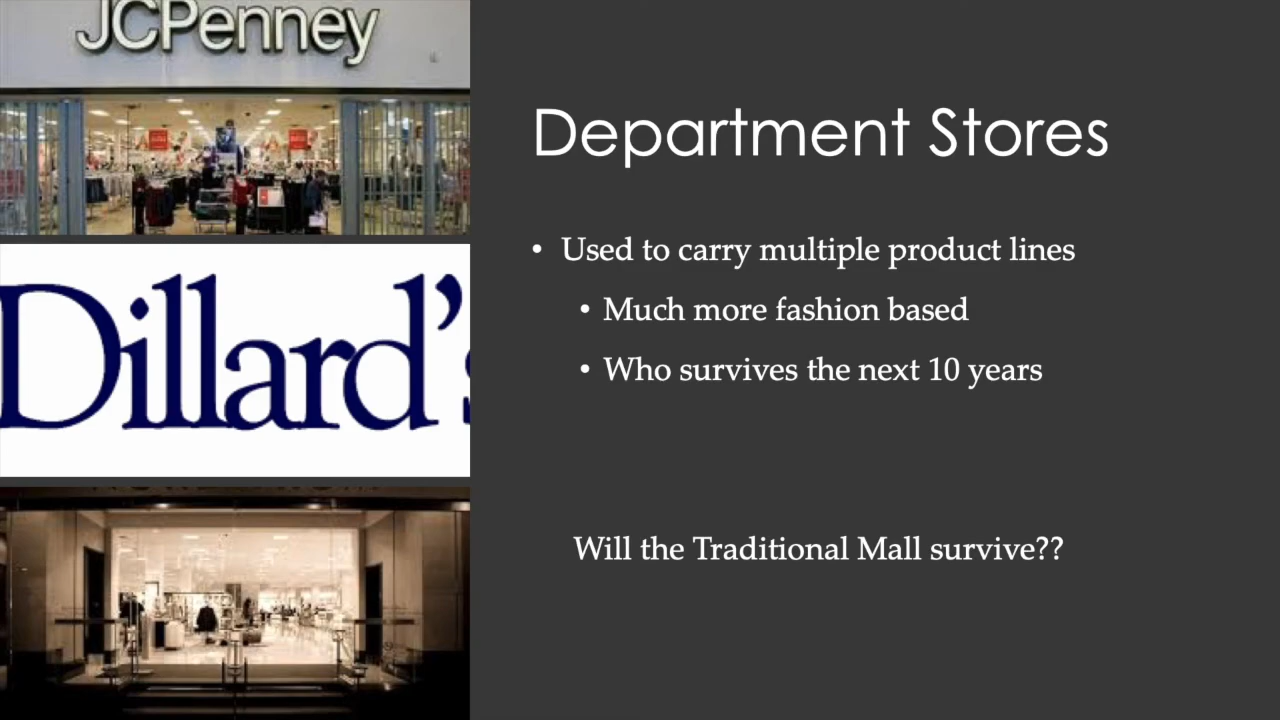 JCPenney
Department Stores
• Used to carry multiple product lines
• Much more fashion based
• Who survives the next 10 years
Dillard's
Will the Traditional Mall survive??